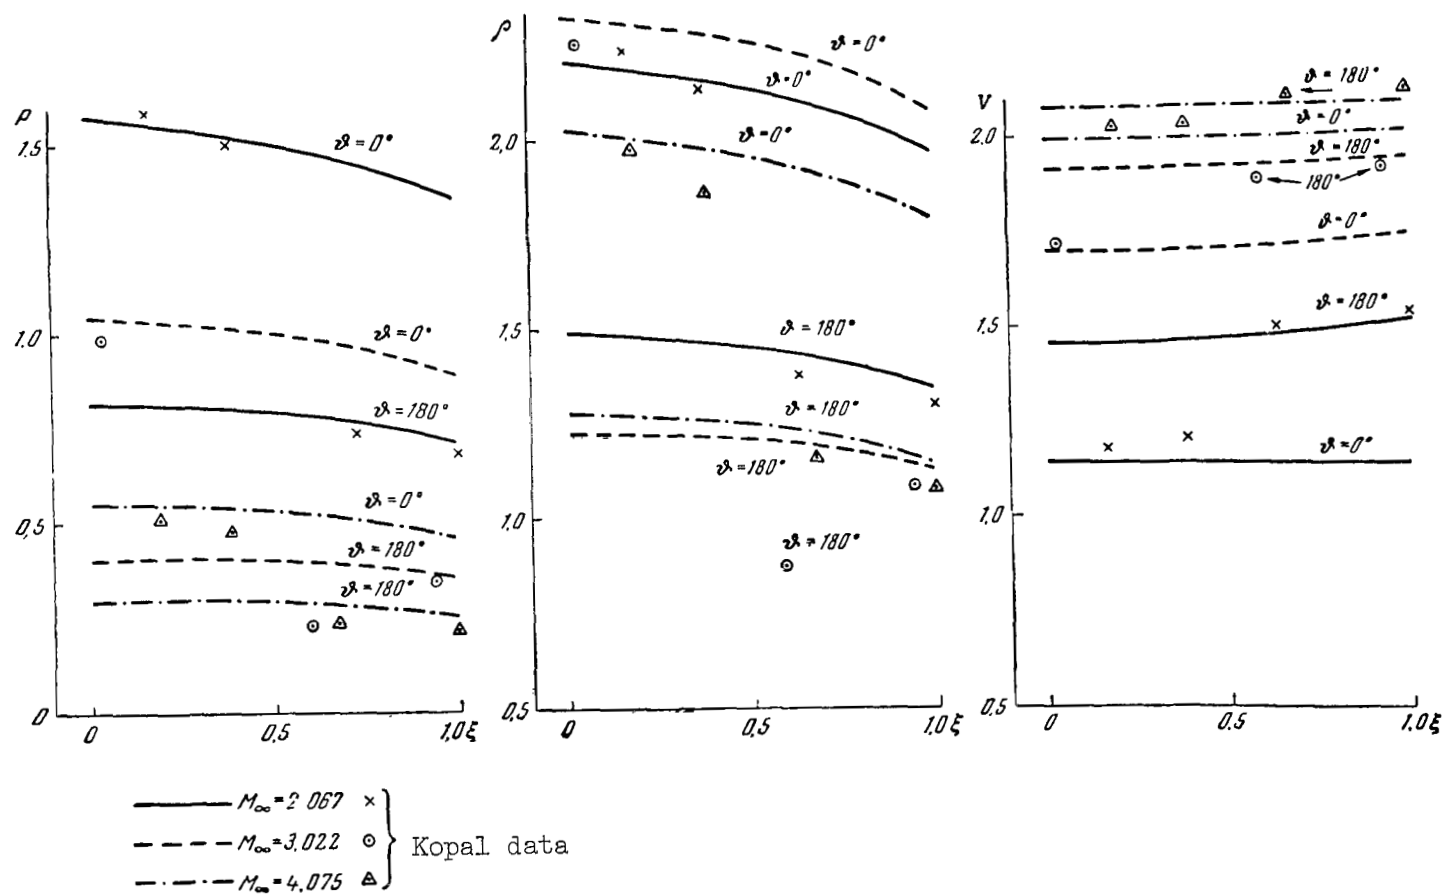 p
1,5
1.0
0,5
0
0
0,5
1.0 ξ
ϑ = 0°
ϑ = 0°
ϑ = 180°
ϑ = 0°
ϑ = 180°
ϑ = 180°
ρ
2,0
1,5
1,0
0,5
0
0,5
1.0 ξ
ϑ = 0°
ϑ = 0°
ϑ = 0°
ϑ = 180°
ϑ = 180°
ϑ = 180°
ϑ = 180°
V
2.0
1.5
1,0
0,5
0
0.5
1.0 ξ
ϑ = 180°
ϑ = 0°
ϑ = 180°
180°
ϑ = 0°
ϑ = 180°
ϑ = 0°
M∞ = 2 067 ×
M∞ = 3,022 ⊙ Kopal data
M∞ = 4,075 △